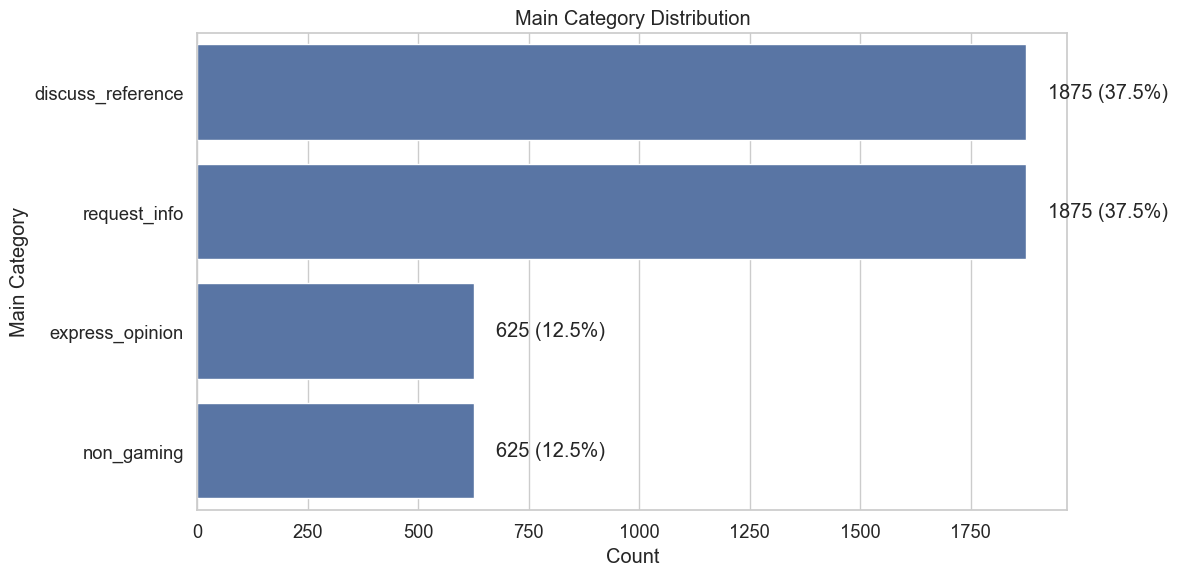 Main Category Distribution
Main Category
discuss_reference
1875 (37.5%)
request_info
1875 (37.5%)
express_opinion
625 (12.5%)
non_gaming
625 (12.5%)
0 250 500 750 1000 1250 1500 1750
Count